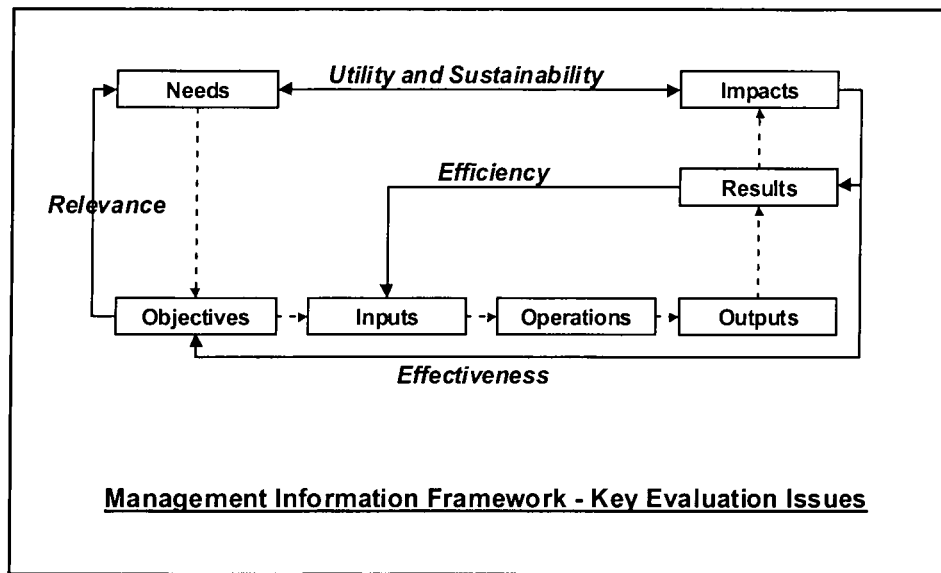 Utility and Sustainability
Needs
Impacts
Efficiency
Results
Relevance
Objectives
Inputs
Operations
Outputs
Effectiveness
Management Information Framework - Key Evaluation Issues